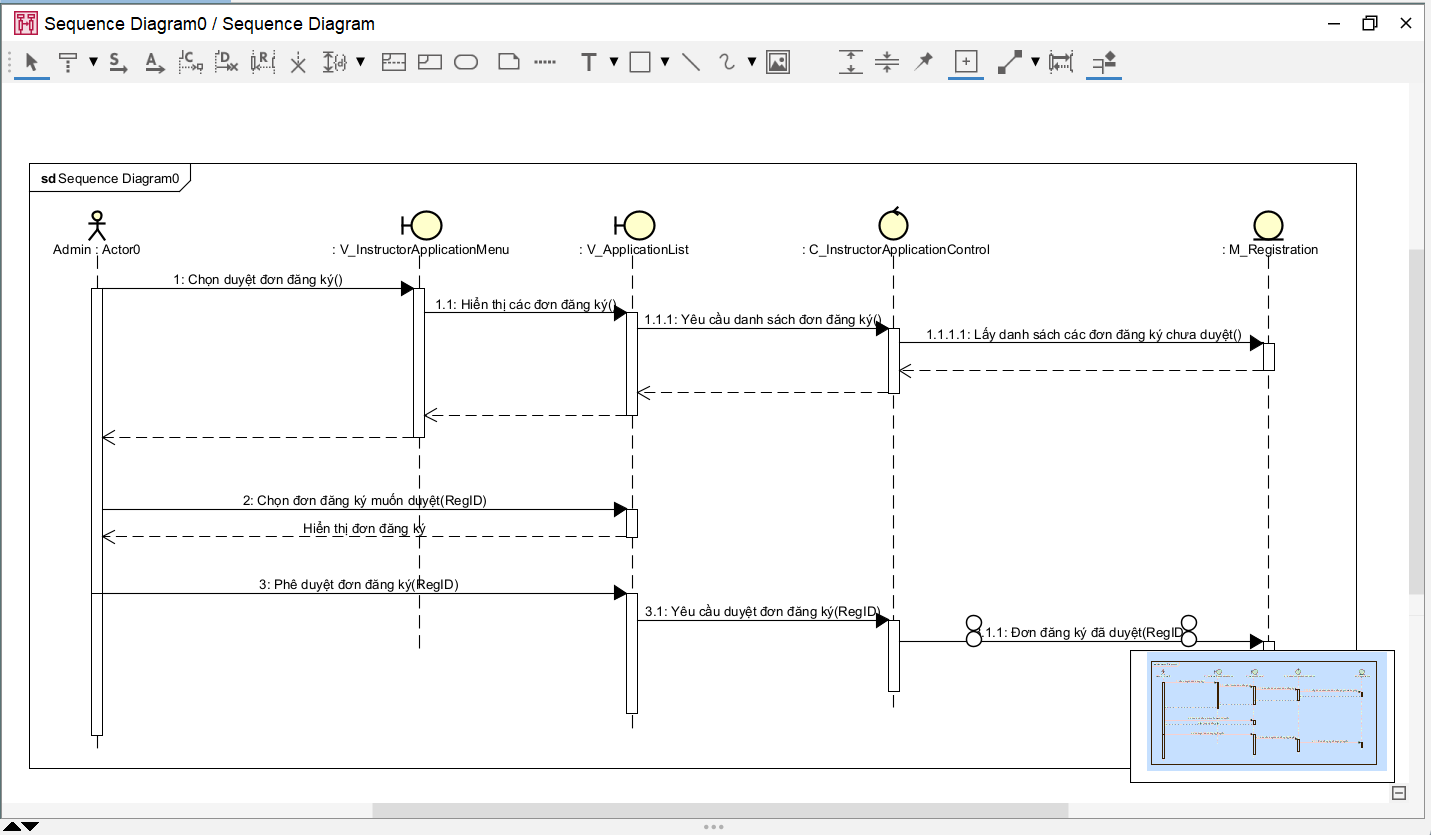 Sequence Diagram0 / Sequence Diagram
sd Sequence Diagram0
Admin : Actor0
: V_InstructorApplicationMenu
: V_ApplicationList
: C_InstructorApplicationControl
: M_Registration
1: Chọn duyệt đơn đăng ký()
1.1: Hiển thị các đơn đăng ký()
1.1.1: Yêu cầu danh sách đơn đăng ký()
1.1.1.1: Lấy danh sách các đơn đăng ký chưa duyệt()
2: Chọn đơn đăng ký muốn duyệt(RegID)
Hiển thị đơn đăng ký
3: Phê duyệt đơn đăng ký(RegID)
3.1: Yêu cầu duyệt đơn đăng ký(RegID)
.1.1: Đơn đăng ký đã duyệt(RegID